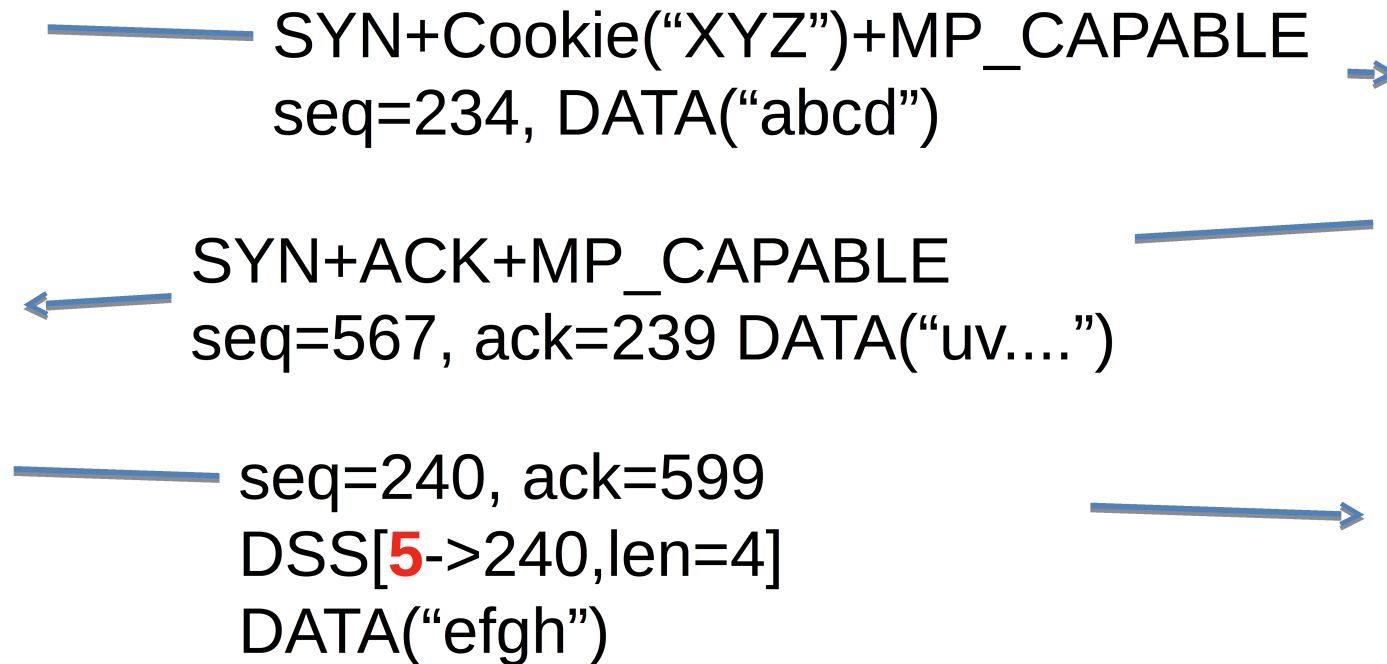 SYN+Cookie(“XYZ”)+MP_CAPABLE
seq=234, DATA(“abcd”)
SYN+ACK+MP_CAPABLE
seq=567, ack=239 DATA(“uv....”)
seq=240, ack=599
DSS[5->240,len=4]
DATA(“efgh”)